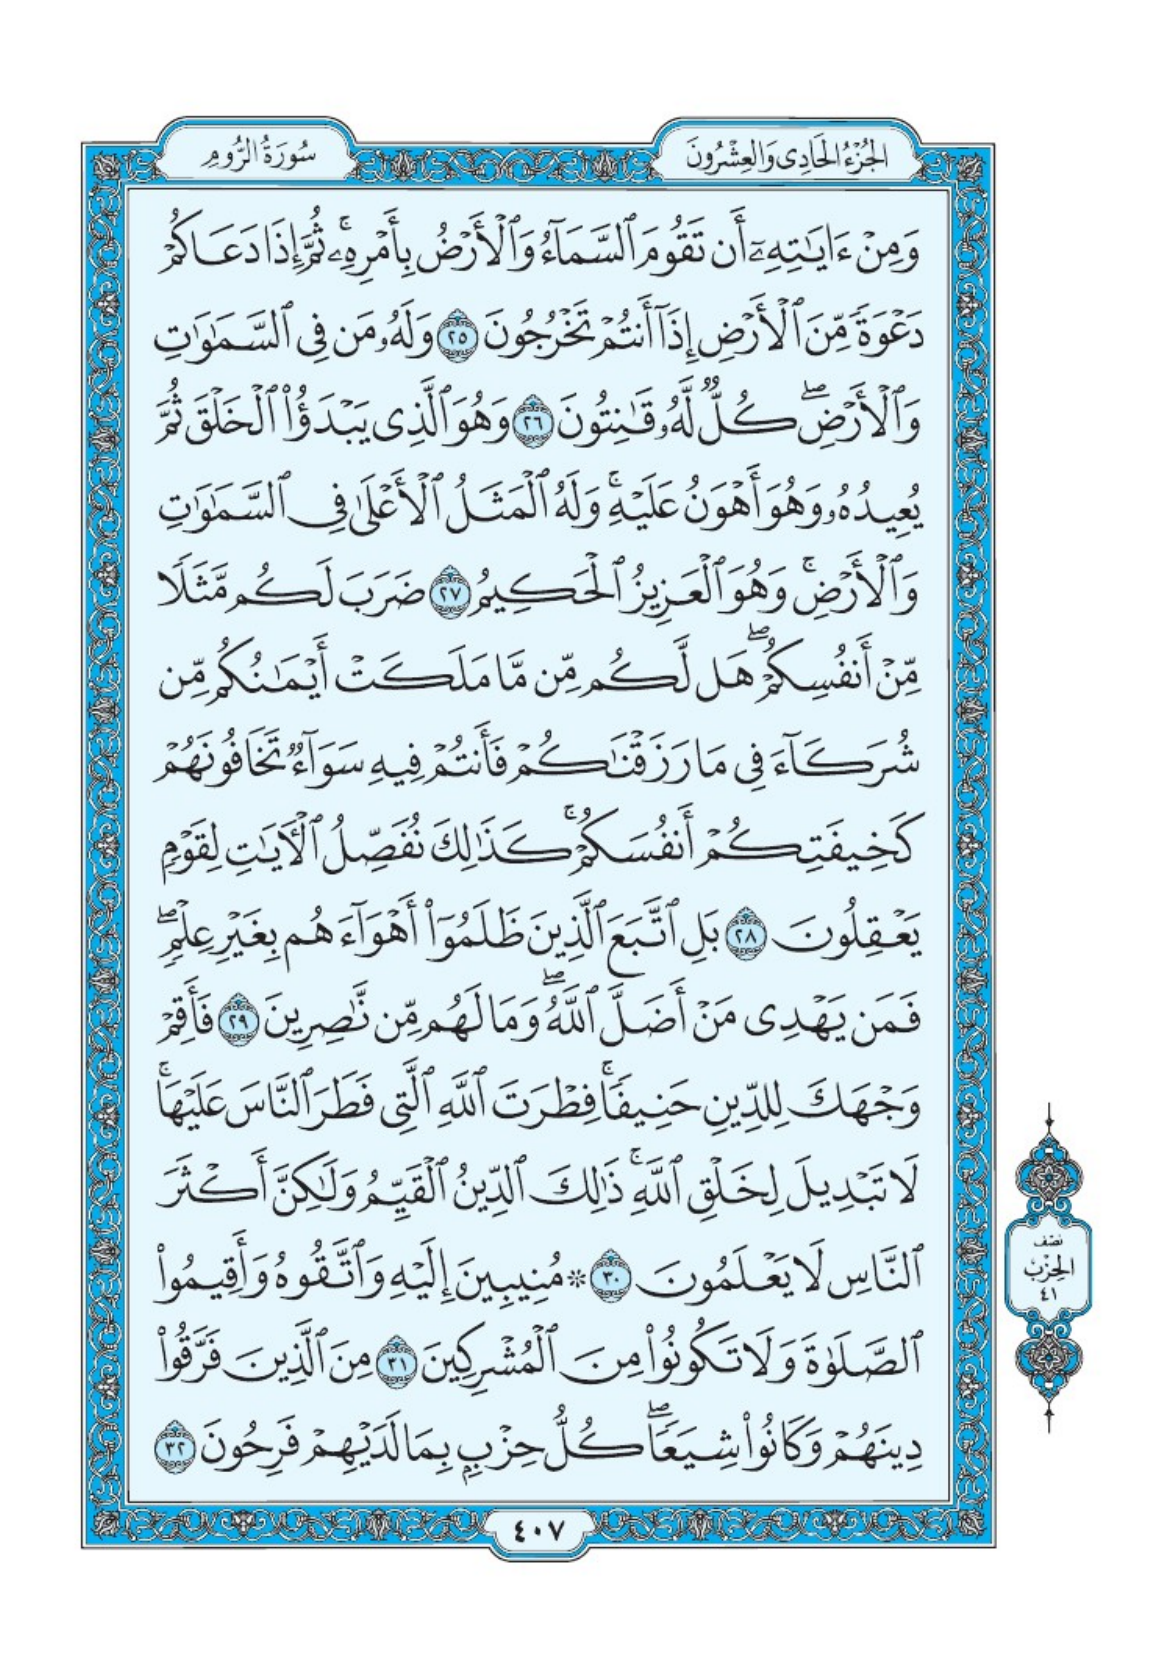 الجُزْءُ الحَادِى وَالعِشْرُونَ
سُورَةُ الرُّومِ
وَمِنْ ءَايَٰتِهِۦٓ أَن تَقُومَ ٱلسَّمَآءُ وَٱلْأَرْضُ بِأَمْرِهِۦۚ ثُمَّ إِذَا دَعَاكُمْ
دَعْوَةً مِّنَ ٱلْأَرْضِ إِذَآ أَنتُمْ تَخْرُجُونَ ٢٥ وَلَهُۥ مَن فِى ٱلسَّمَٰوَٰتِ
وَٱلْأَرْضِۖ كُلٌّ لَّهُۥ قَٰنِتُونَ ٢٦ وَهُوَ ٱلَّذِى يَبْدَؤُا۟ ٱلْخَلْقَ ثُمَّ
يُعِيدُهُۥ وَهُوَ أَهْوَنُ عَلَيْهِۚ وَلَهُ ٱلْمَثَلُ ٱلْأَعْلَىٰ فِى ٱلسَّمَٰوَٰتِ
وَٱلْأَرْضِۚ وَهُوَ ٱلْعَزِيزُ ٱلْحَكِيمُ ٢٧ ضَرَبَ لَكُم مَّثَلًا
مِّنْ أَنفُسِكُمْۖ هَل لَّكُم مِّن مَّا مَلَكَتْ أَيْمَٰنُكُم مِّن
شُرَكَآءَ فِى مَا رَزَقْنَٰكُمْ فَأَنتُمْ فِيهِ سَوَآءٌ تَخَافُونَهُمْ
كَخِيفَتِكُمْ أَنفُسَكُمْۚ كَذَٰلِكَ نُفَصِّلُ ٱلْءَايَٰتِ لِقَوْمٍ
يَعْقِلُونَ ٢٨ بَلِ ٱتَّبَعَ ٱلَّذِينَ ظَلَمُوٓا۟ أَهْوَآءَهُم بِغَيْرِ عِلْمٍۖ
فَمَن يَهْدِى مَنْ أَضَلَّ ٱللَّهُۖ وَمَا لَهُم مِّن نَّٰصِرِينَ ٢٩ فَأَقِمْ
وَجْهَكَ لِلدِّينِ حَنِيفًاۚ فِطْرَتَ ٱللَّهِ ٱلَّتِى فَطَرَ ٱلنَّاسَ عَلَيْهَاۚ
لَا تَبْدِيلَ لِخَلْقِ ٱللَّهِۚ ذَٰلِكَ ٱلدِّينُ ٱلْقَيِّمُ وَلَٰكِنَّ أَكْثَرَ
ٱلنَّاسِ لَا يَعْلَمُونَ ٣٠ ۞ مُنِيبِينَ إِلَيْهِ وَٱتَّقُوهُ وَأَقِيمُوا۟
ٱلصَّلَوٰةَ وَلَا تَكُونُوا۟ مِنَ ٱلْمُشْرِكِينَ ٣١ مِنَ ٱلَّذِينَ فَرَّقُوا۟
دِينَهُمْ وَكَانُوا۟ شِيَعًاۖ كُلُّ حِزْبٍۭ بِمَا لَدَيْهِمْ فَرِحُونَ ٣٢
نصف
الحِزْب
٤١
٤٠٧